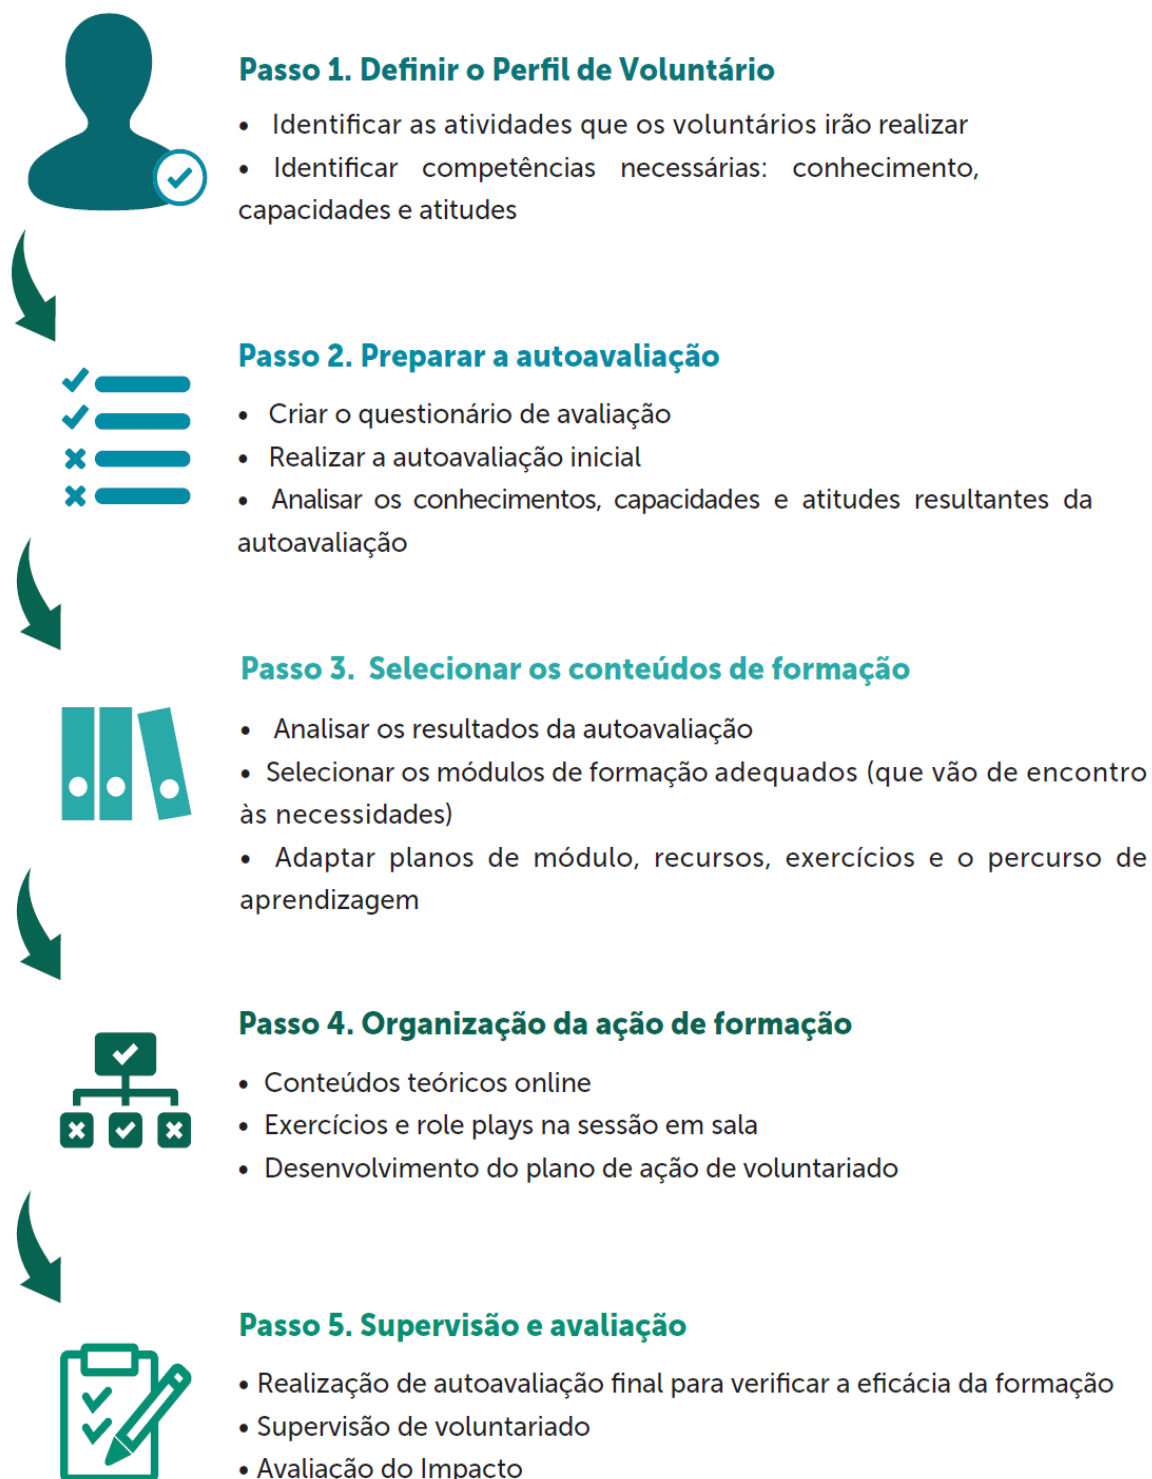 Passo 1. Definir o Perfil de Voluntário
• Identificar as atividades que os voluntários irão realizar
• Identificar competências necessárias: conhecimento,
capacidades e atitudes
Passo 2. Preparar a autoavaliação
• Criar o questionário de avaliação
• Realizar a autoavaliação inicial
• Analisar os conhecimentos, capacidades e atitudes resultantes da
autoavaliação
Passo 3. Selecionar os conteúdos de formação
• Analisar os resultados da autoavaliação
• Selecionar os módulos de formação adequados (que vão de encontro
às necessidades)
• Adaptar planos de módulo, recursos, exercícios e o percurso de
aprendizagem
Passo 4. Organização da ação de formação
• Conteúdos teóricos online
• Exercícios e role plays na sessão em sala
• Desenvolvimento do plano de ação de voluntariado
Passo 5. Supervisão e avaliação
• Realização de autoavaliação final para verificar a eficácia da formação
• Supervisão de voluntariado
• Avaliação do Impacto